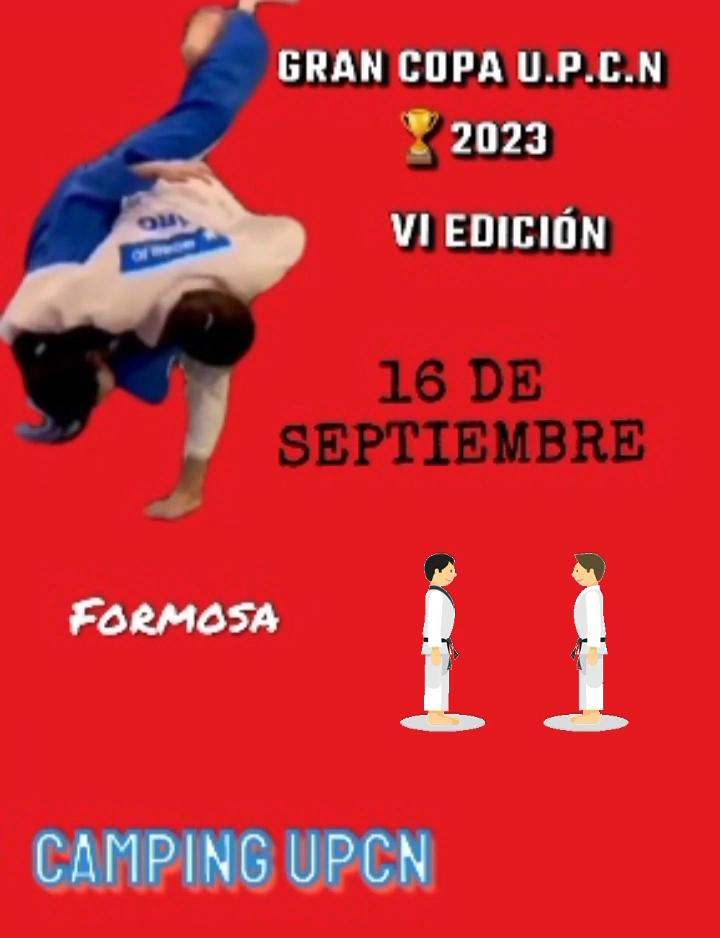 GRAN COPA U.P.C.N
2023
VI EDICIÓN
16 DE
SEPTIEMBRE
FORMOSA
CAMPING UPCN